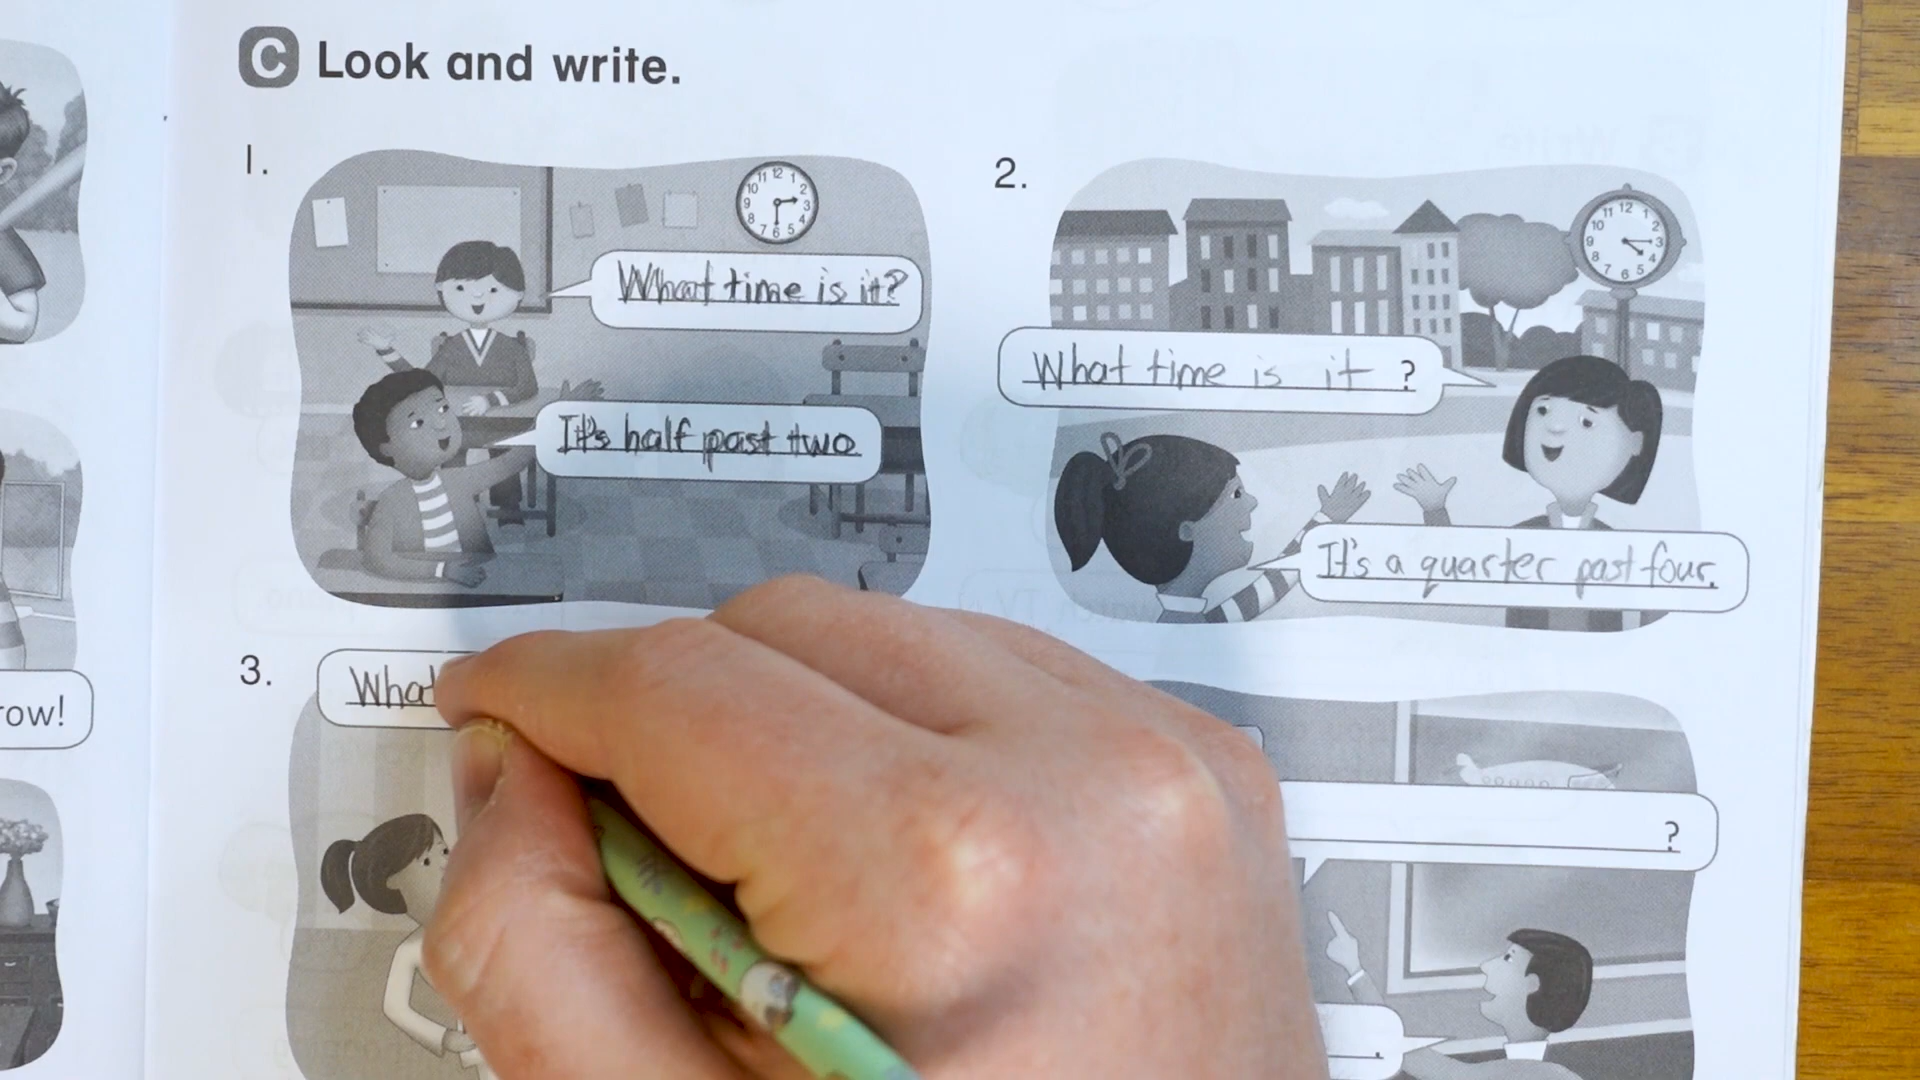 C Look and write.
1.
What time is it?
It's half past two
2.
What time is it ?
It's a quarter past four.
3.
What
?
.
row!